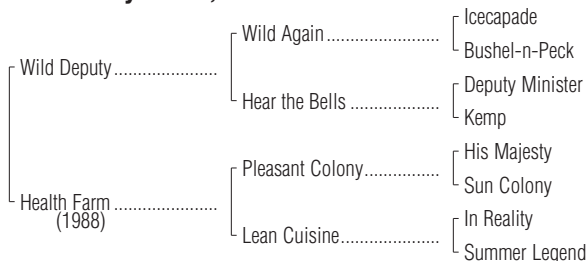 Icecapade
Wild Again
Bushel-n-Peck
Wild Deputy
Deputy Minister
Hear the Bells
Kemp
His Majesty
Pleasant Colony
Sun Colony
Health Farm
(1988)
In Reality
Lean Cuisine
Summer Legend